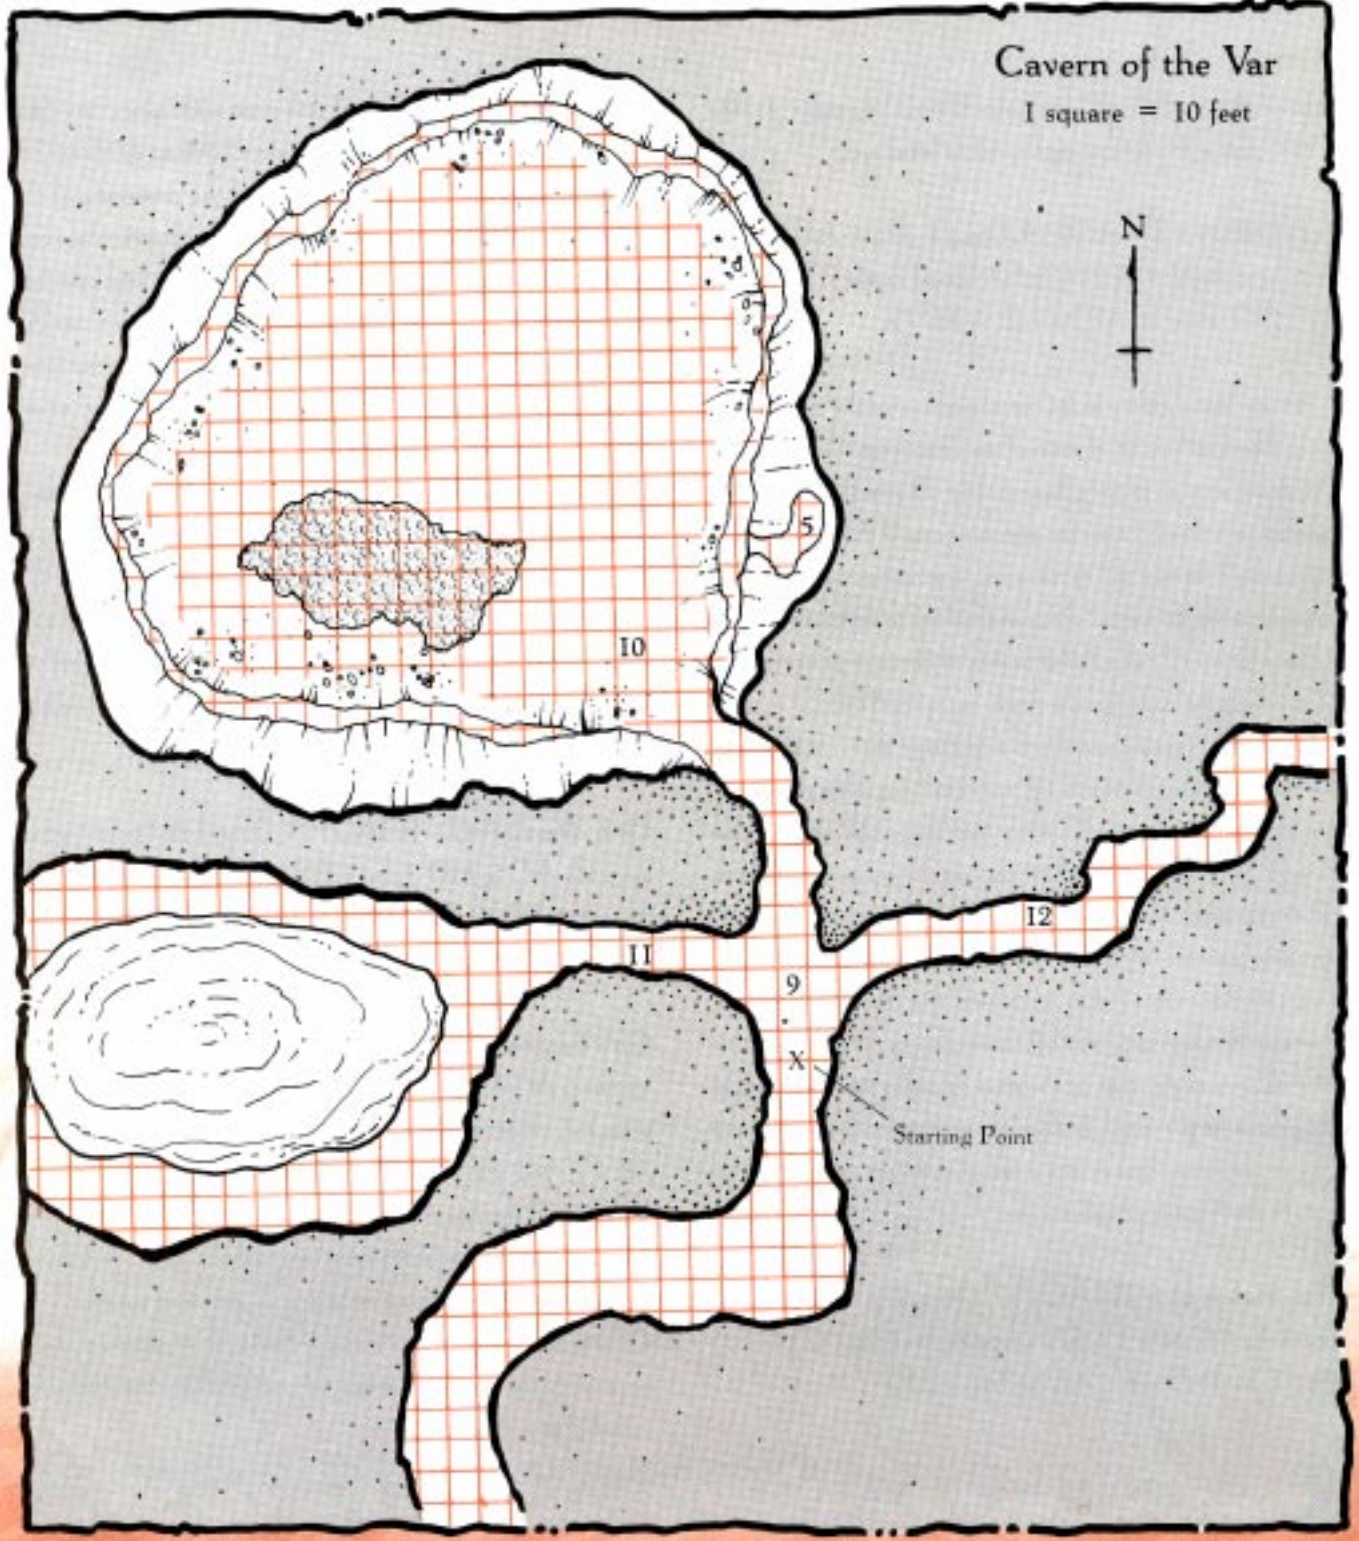 Cavern of the Var
1 square = 10 feet
N
5
10
12
11
9
X
Starting Point